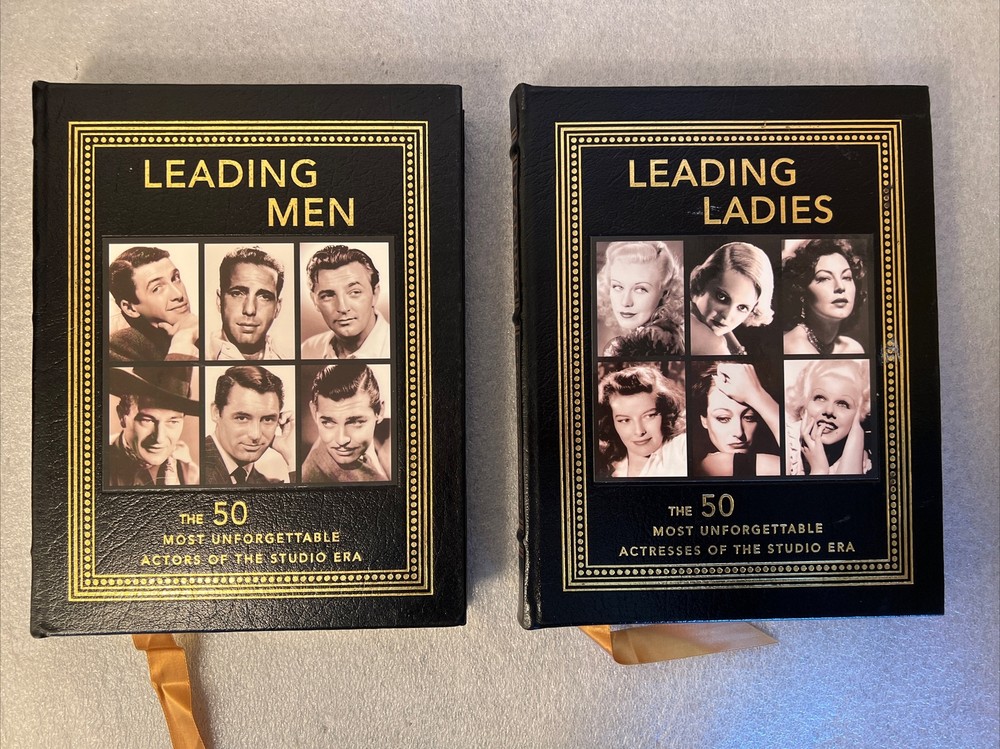 LEADING
MEN
THE 50
MOST UNFORGETTABLE
ACTORS OF THE STUDIO ERA
LEADING
LADIES
THE 50
MOST UNFORGETTABLE
ACTRESSES OF THE STUDIO ERA